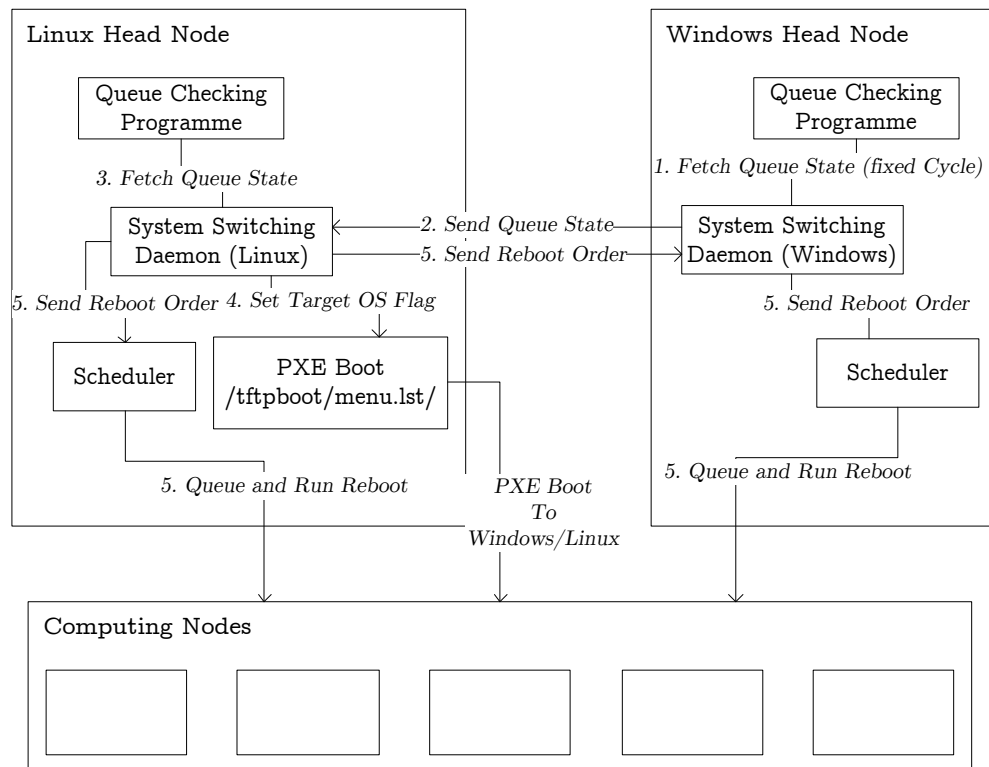 Linux Head Node
Windows Head Node
Queue Checking
Programme
Queue Checking
Programme
3. Fetch Queue State
1. Fetch Queue State (fixed Cycle)
System Switching
Daemon (Linux)
2. Send Queue State
5. Send Reboot Order
System Switching
Daemon (Windows)
5. Send Reboot Order
4. Set Target OS Flag
5. Send Reboot Order
Scheduler
PXE Boot
/tftpboot/menu.lst/
Scheduler
5. Queue and Run Reboot
PXE Boot
To
Windows/Linux
5. Queue and Run Reboot
Computing Nodes